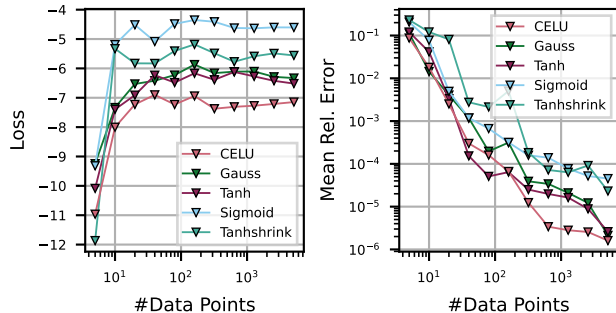 Loss
−4
−5
−6
−7
−8
−9
−10
−11
−12
CELU
Gauss
Tanh
Sigmoid
Tanhshrink
10¹ 10² 10³
#Data Points
Mean Rel. Error
10⁻¹
10⁻²
10⁻³
10⁻⁴
10⁻⁵
10⁻⁶
CELU
Gauss
Tanh
Sigmoid
Tanhshrink
10¹ 10² 10³
#Data Points